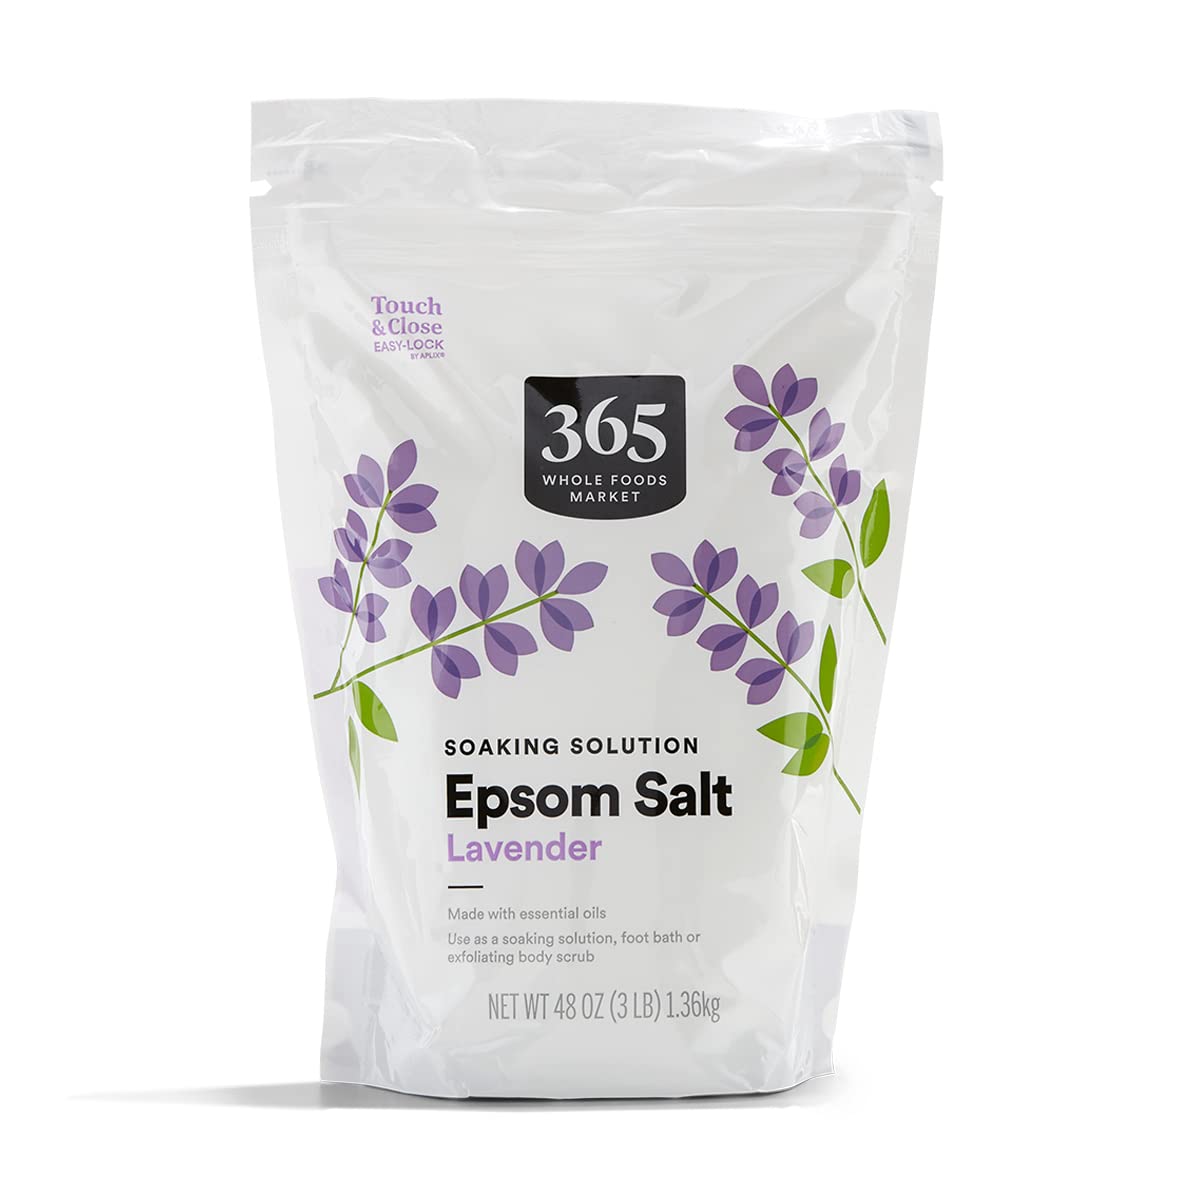 Touch
& Close
EASY-LOCK
BY APLIX®
365
WHOLE FOODS
MARKET
SOAKING SOLUTION
Epsom Salt
Lavender
Made with essential oils
Use as a soaking solution, foot bath or
exfoliating body scrub
NET WT 48 OZ (3 LB) 1.36kg